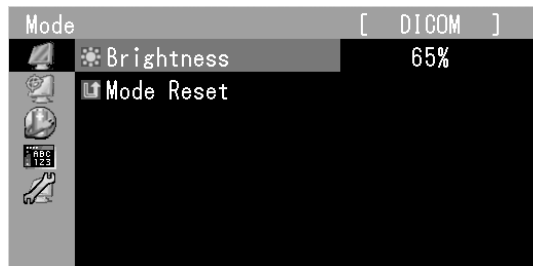 Mode [ DICOM ]
Brightness 65%
Mode Reset
ABC
123